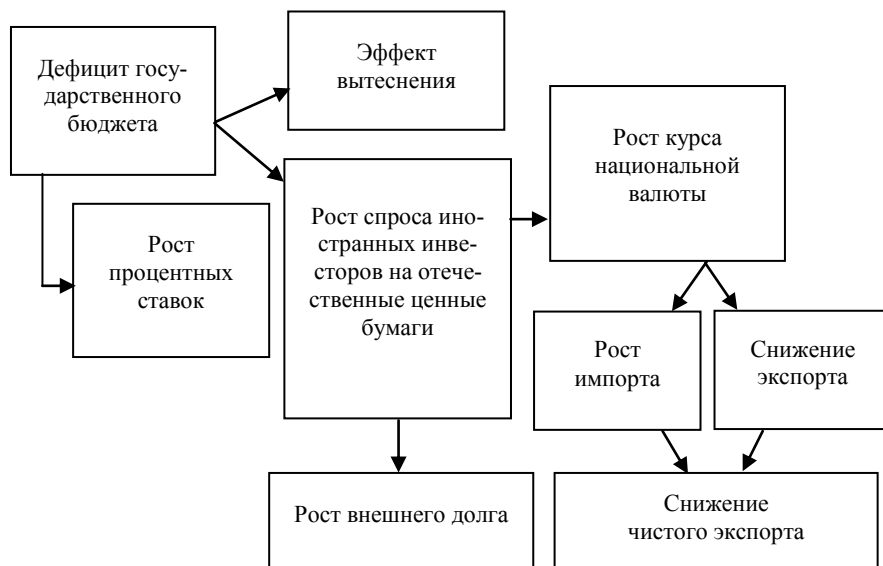 Дефицит госу-
дарственного
бюджета
Эффект
вытеснения
Рост курса
национальной
валюты
Рост спроса ино-
странных инве-
сторов на отече-
ственные ценные
бумаги
Рост
процентных
ставок
Рост
импорта
Снижение
экспорта
Рост внешнего долга
Снижение
чистого экспорта